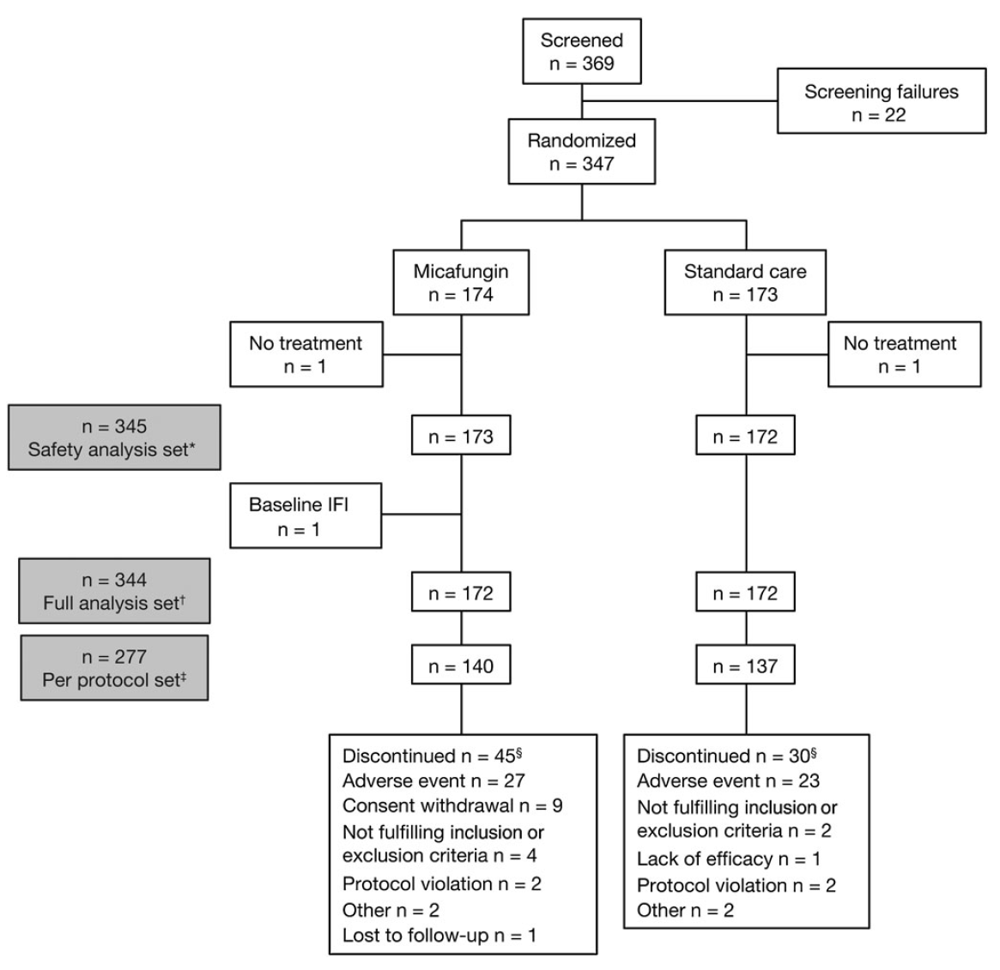 Screened
n = 369
Screening failures
n = 22
Randomized
n = 347
Micafungin
n = 174
Standard care
n = 173
No treatment
n = 1
No treatment
n = 1
n = 345
Safety analysis set*
n = 173
n = 172
Baseline IFI
n = 1
n = 344
Full analysis set†
n = 172
n = 172
n = 277
Per protocol set‡
n = 140
n = 137
Discontinued n = 45§
Adverse event n = 27
Consent withdrawal n = 9
Not fulfilling inclusion or
exclusion criteria n = 4
Protocol violation n = 2
Other n = 2
Lost to follow-up n = 1
Discontinued n = 30§
Adverse event n = 23
Not fulfilling inclusion or
exclusion criteria n = 2
Lack of efficacy n = 1
Protocol violation n = 2
Other n = 2